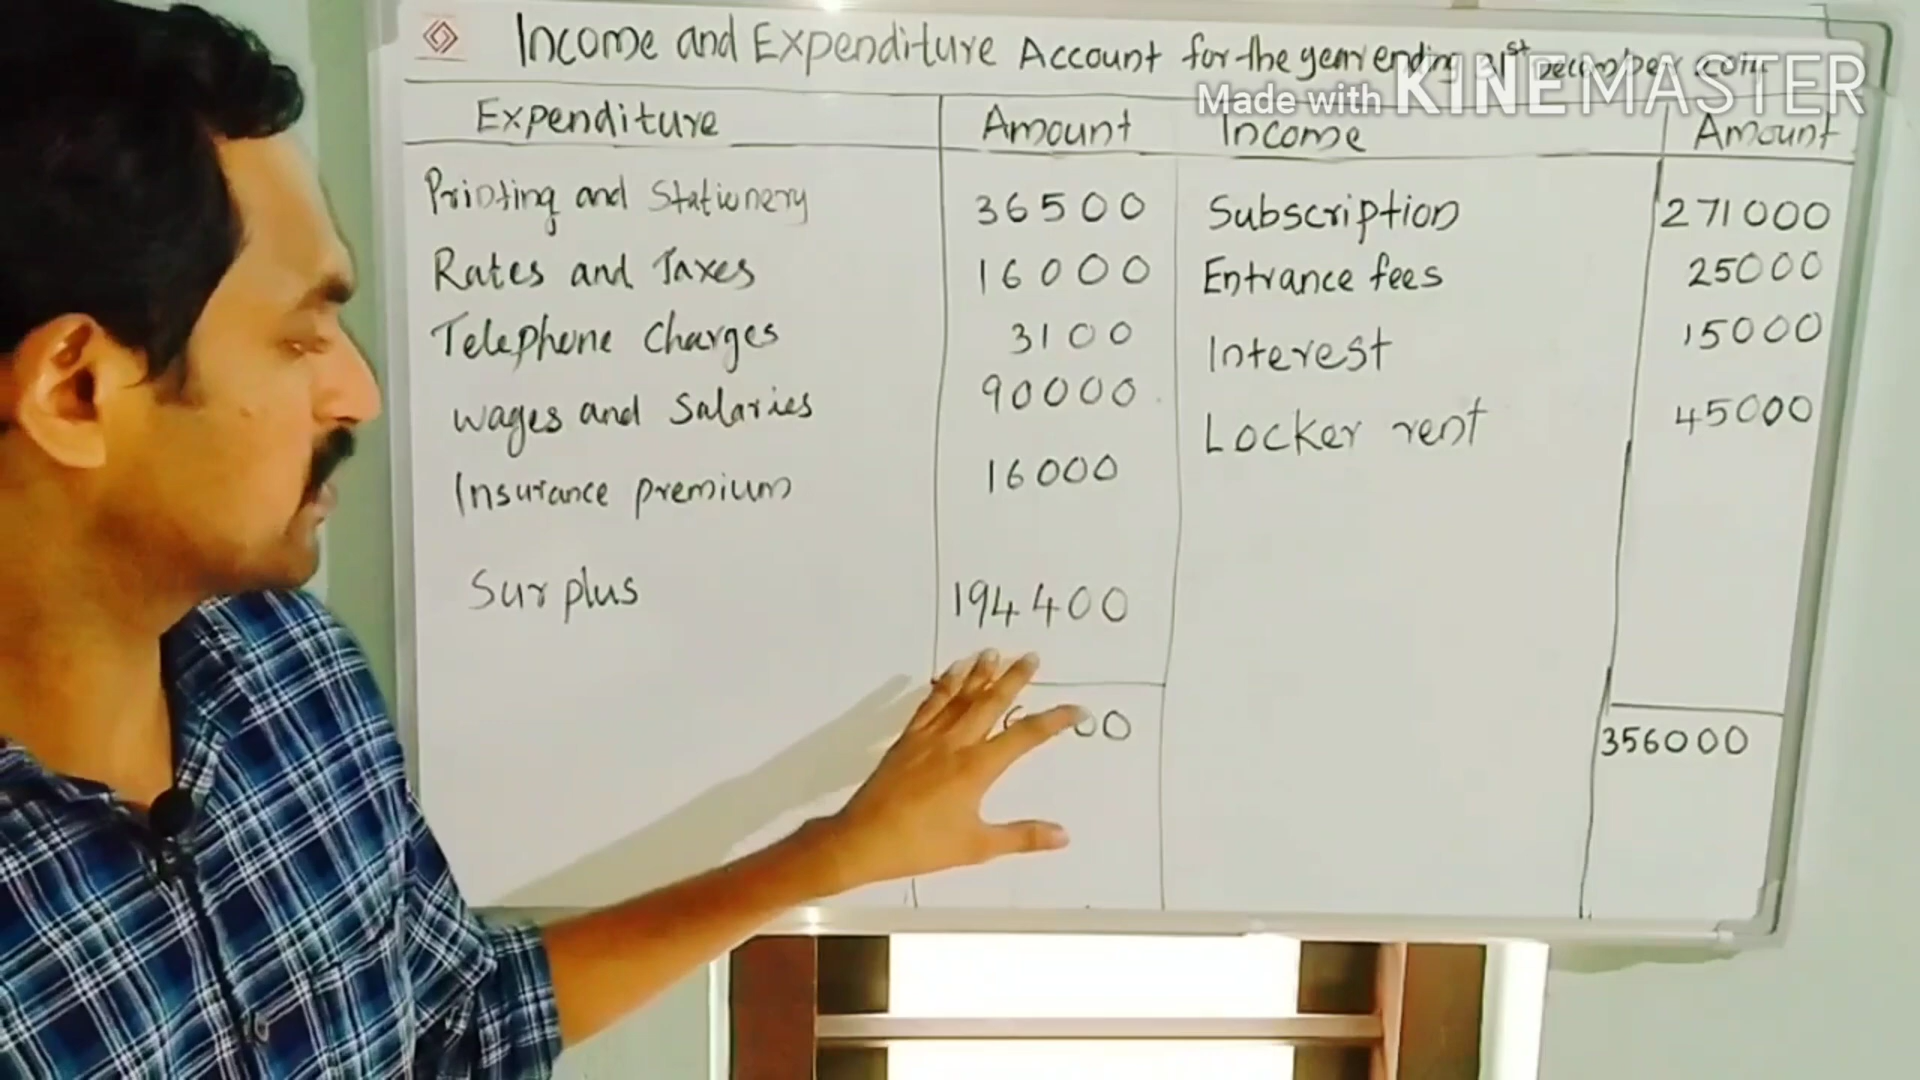 Income and Expenditure Account for the year ending 31st December
Made with KINEMASTER
Expenditure Amount Income Amount
Printing and Stationery 36500 Subscription 271000
Rates and Taxes 16000 Entrance fees 25000
Telephone Charges 3100 Interest 15000
Wages and Salaries 90000 Locker rent 45000
Insurance premium 16000
Surplus 194400
356000